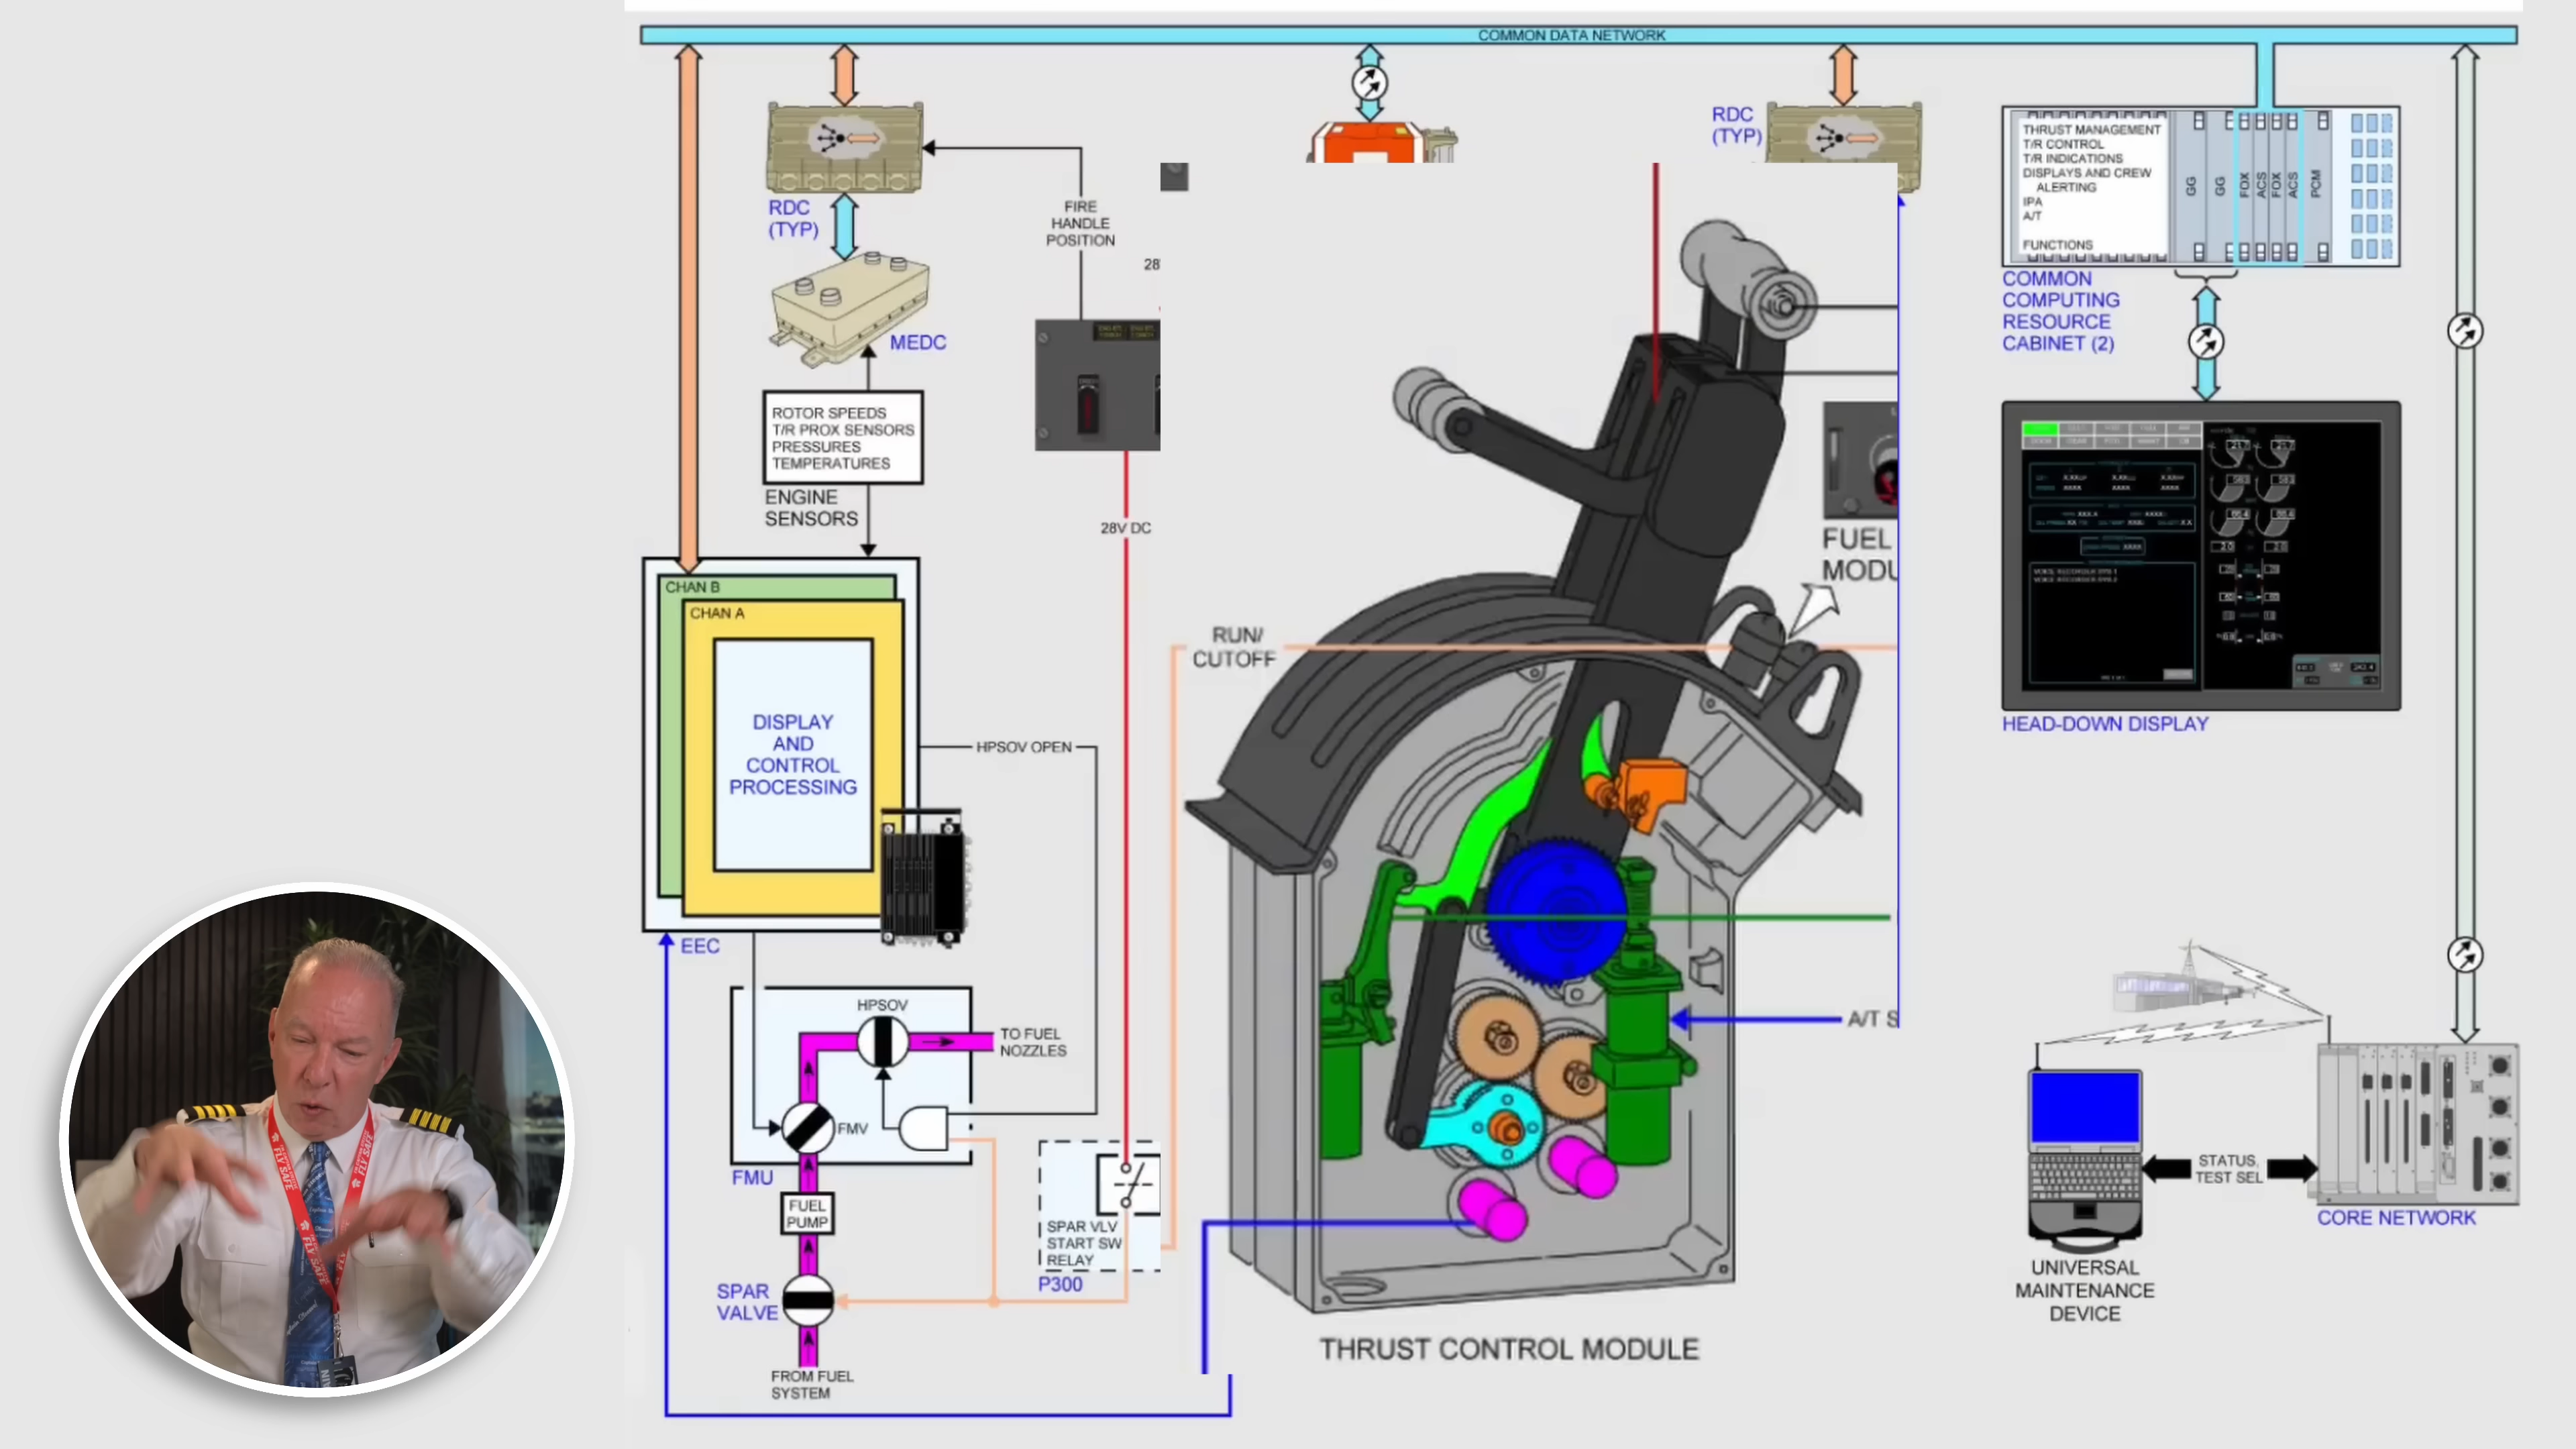 COMMON DATA NETWORK
RDC
(TYP)
FIRE
HANDLE
POSITION
28
MEDC
ROTOR SPEEDS
T/R PROX SENSORS
PRESSURES
TEMPERATURES
ENGINE
SENSORS
28V DC
CHAN B
CHAN A
DISPLAY
AND
CONTROL
PROCESSING
HPSOV OPEN
EEC
HPSOV
TO FUEL
NOZZLES
FMV
FMU
FUEL
PUMP
SPAR
VALVE
FROM FUEL
SYSTEM
SPAR VLV
START SW
RELAY
P300
RUN/
CUTOFF
FUEL
MODU
A/T S
THRUST CONTROL MODULE
RDC
(TYP)
THRUST MANAGEMENT
T/R CONTROL
T/R INDICATIONS
DISPLAYS AND CREW
ALERTING
IPA
A/T
FUNCTIONS
GG
GG
FOX
ACS
FOX
ACS
PCM
COMMON
COMPUTING
RESOURCE
CABINET (2)
HEAD-DOWN DISPLAY
STATUS,
TEST SEL
CORE NETWORK
UNIVERSAL
MAINTENANCE
DEVICE
FLY SAFE
FLY SAFE